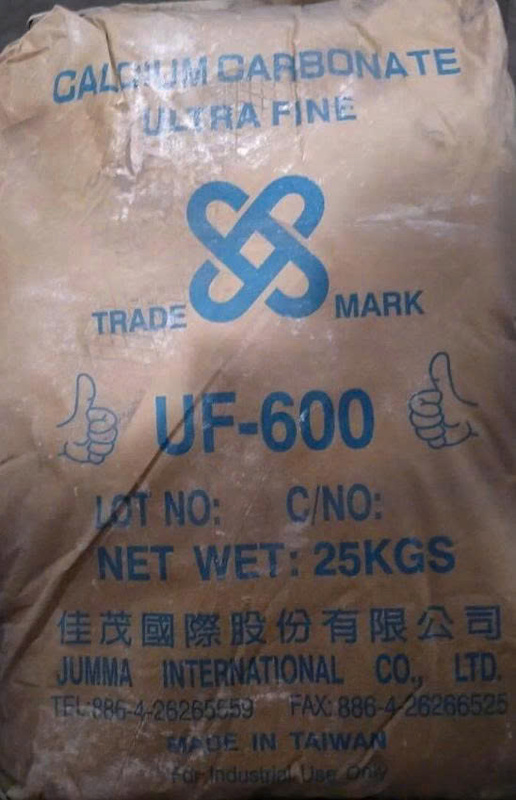 CALCIUM CARBONATE
ULTRA FINE
TRADE MARK
UF-600
LOT NO: C/NO:
NET WET: 25KGS
佳茂國際股份有限公司
JUMMA INTERNATIONAL CO., LTD.
TEL:886-4-26265559 FAX: 886-4-26266525
MADE IN TAIWAN
For Industrial Use Only